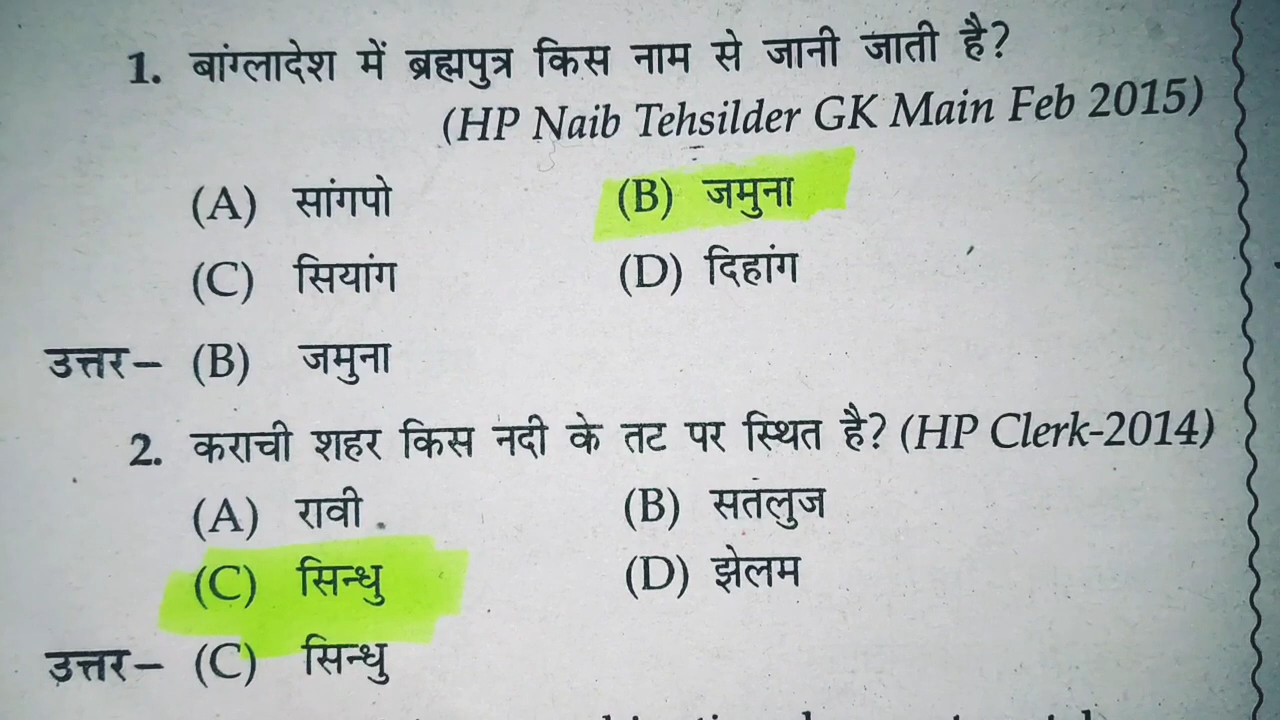 1. बांग्लादेश में ब्रह्मपुत्र किस नाम से जानी जाती है?
(HP Naib Tehsilder GK Main Feb 2015)
(A) सांगपो (B) जमुना
(C) सियांग (D) दिहांग
उत्तर– (B) जमुना
2. कराची शहर किस नदी के तट पर स्थित है? (HP Clerk-2014)
(A) रावी (B) सतलुज
(C) सिन्धु (D) झेलम
उत्तर– (C) सिन्धु